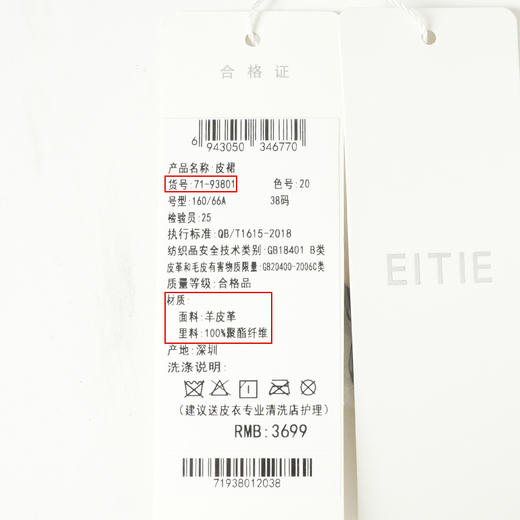 合格证
6 943050 346770
产品名称:皮裙
货号:71-93801 色号:20
号型:160/66A 38码
检验员:25
执行标准:QB/T1615-2018
纺织品安全技术类别:GB18401 B类
皮革和毛皮有害物质限量:GB20400-2006C类
质量等级:合格品
材质:
面料:羊皮革
里料:100%聚酯纤维
产地:深圳
洗涤说明:
(建议送皮衣专业清洗店护理)
RMB:3699
71938012038
EITIE